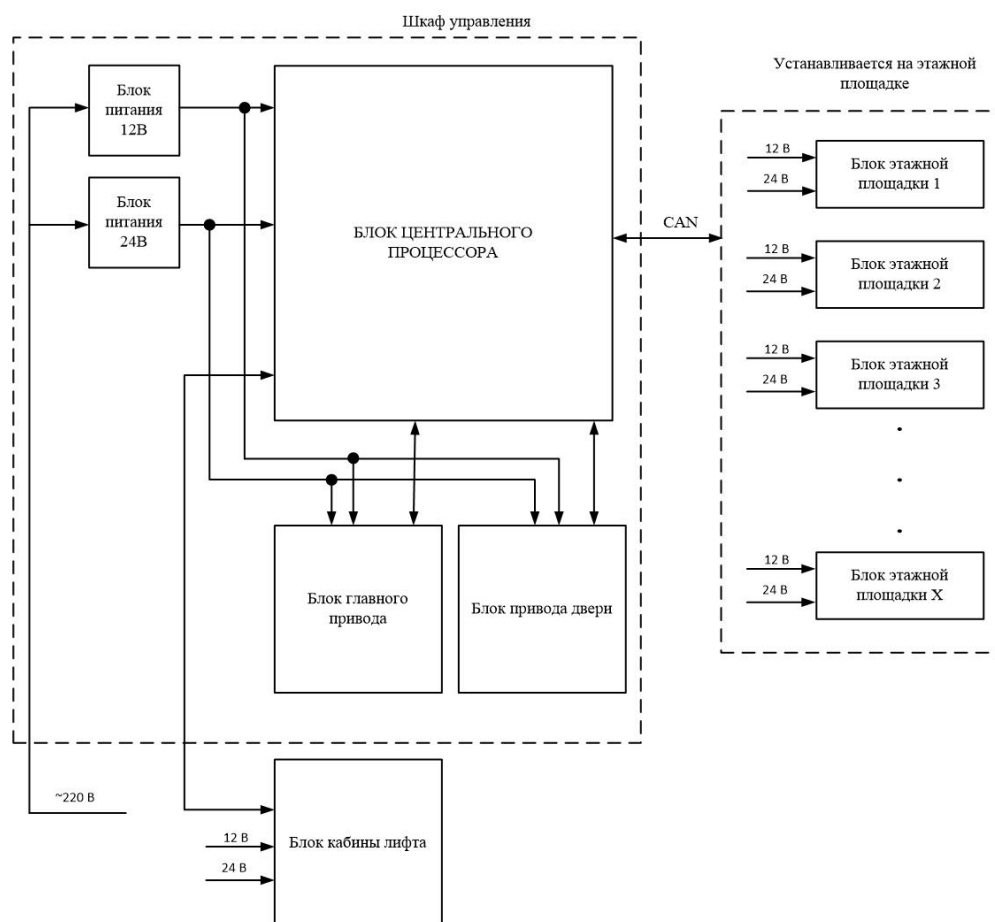 Шкаф управления
Устанавливается на этажной
площадке
Блок
питания
12В
Блок
питания
24В
БЛОК ЦЕНТРАЛЬНОГО
ПРОЦЕССОРА
CAN
12 В
24 В
Блок этажной
площадки 1
12 В
24 В
Блок этажной
площадки 2
12 В
24 В
Блок этажной
площадки 3
12 В
24 В
Блок этажной
площадки X
Блок главного
привода
Блок привода двери
~220 В
12 В
24 В
Блок кабины лифта